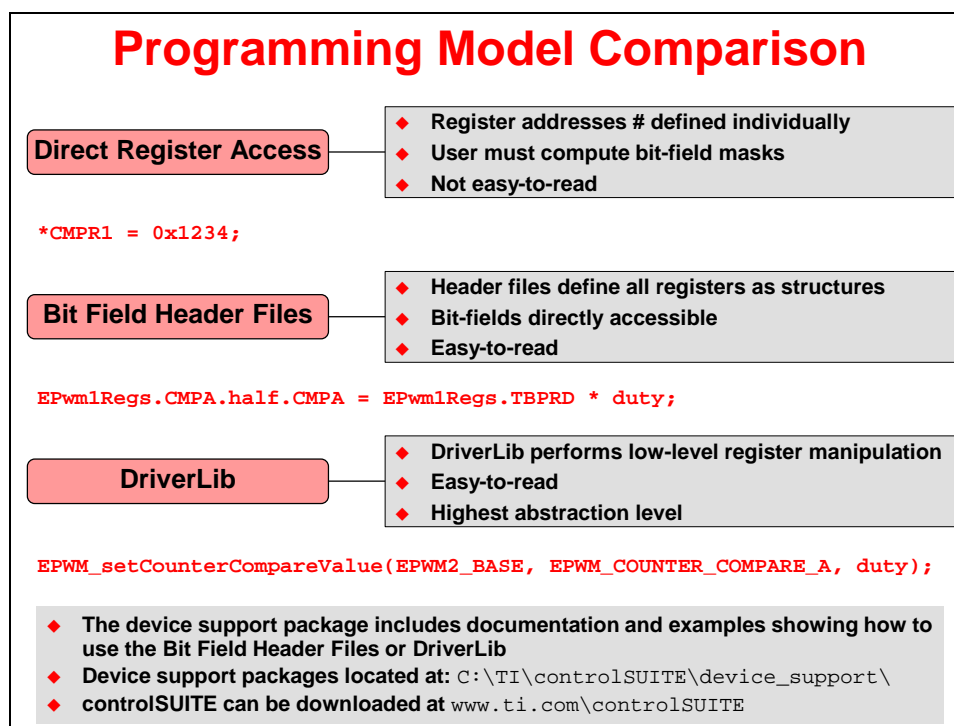 Programming Model Comparison
Direct Register Access
◆ Register addresses # defined individually
◆ User must compute bit-field masks
◆ Not easy-to-read
*CMPR1 = 0x1234;
Bit Field Header Files
◆ Header files define all registers as structures
◆ Bit-fields directly accessible
◆ Easy-to-read
EPwm1Regs.CMPA.half.CMPA = EPwm1Regs.TBPRD * duty;
DriverLib
◆ DriverLib performs low-level register manipulation
◆ Easy-to-read
◆ Highest abstraction level
EPWM_setCounterCompareValue(EPWM2_BASE, EPWM_COUNTER_COMPARE_A, duty);
◆ The device support package includes documentation and examples showing how to
use the Bit Field Header Files or DriverLib
◆ Device support packages located at: C:\TI\controlSUITE\device_support\
◆ controlSUITE can be downloaded at www.ti.com\controlSUITE